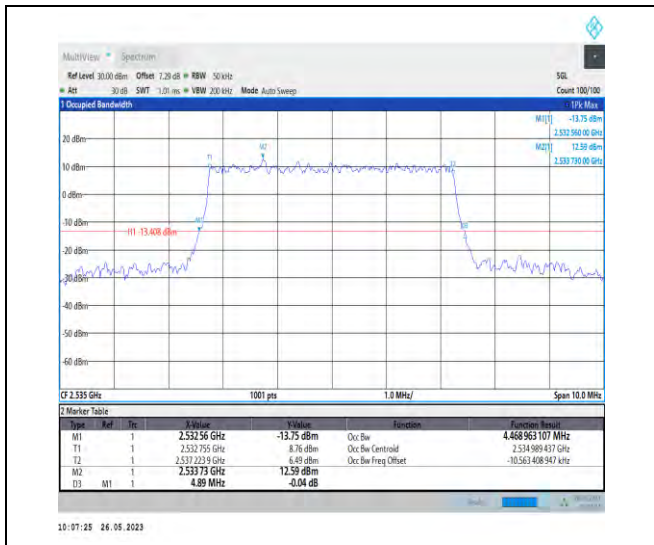 MultiView Spectrum
Ref Level 30.00 dBm Offset 7.29 dB RBW 50 kHz SGL
Att 30 dB SWT 1.01 ms VBW 200 kHz Mode Auto Sweep Count 100/100
1 Occupied Bandwidth 1Pk Max
M1[1] -13.75 dBm
2.532 560 00 GHz
M2[1] 12.59 dBm
2.533 730 00 GHz
20 dBm
M2
T1 T2
10 dBm
0 dBm
-10 dBm
M1 D3
H1 -13.408 dBm
-20 dBm
-30 dBm
-40 dBm
-50 dBm
-60 dBm
CF 2.535 GHz 1001 pts 1.0 MHz/ Span 10.0 MHz
2 Marker Table
Type Ref Trc X-Value Y-Value Function Function Result
M1 1 2.53256 GHz -13.75 dBm Occ Bw 4.468 963 107 MHz
T1 1 2.532 755 GHz 8.76 dBm Occ Bw Centroid 2.534 989 437 GHz
T2 1 2.537 223 9 GHz 6.49 dBm Occ Bw Freq Offset -10.563 408 947 kHz
M2 1 2.53373 GHz 12.59 dBm
D3 M1 1 4.89 MHz -0.04 dB
10:07:25 26.05.2023